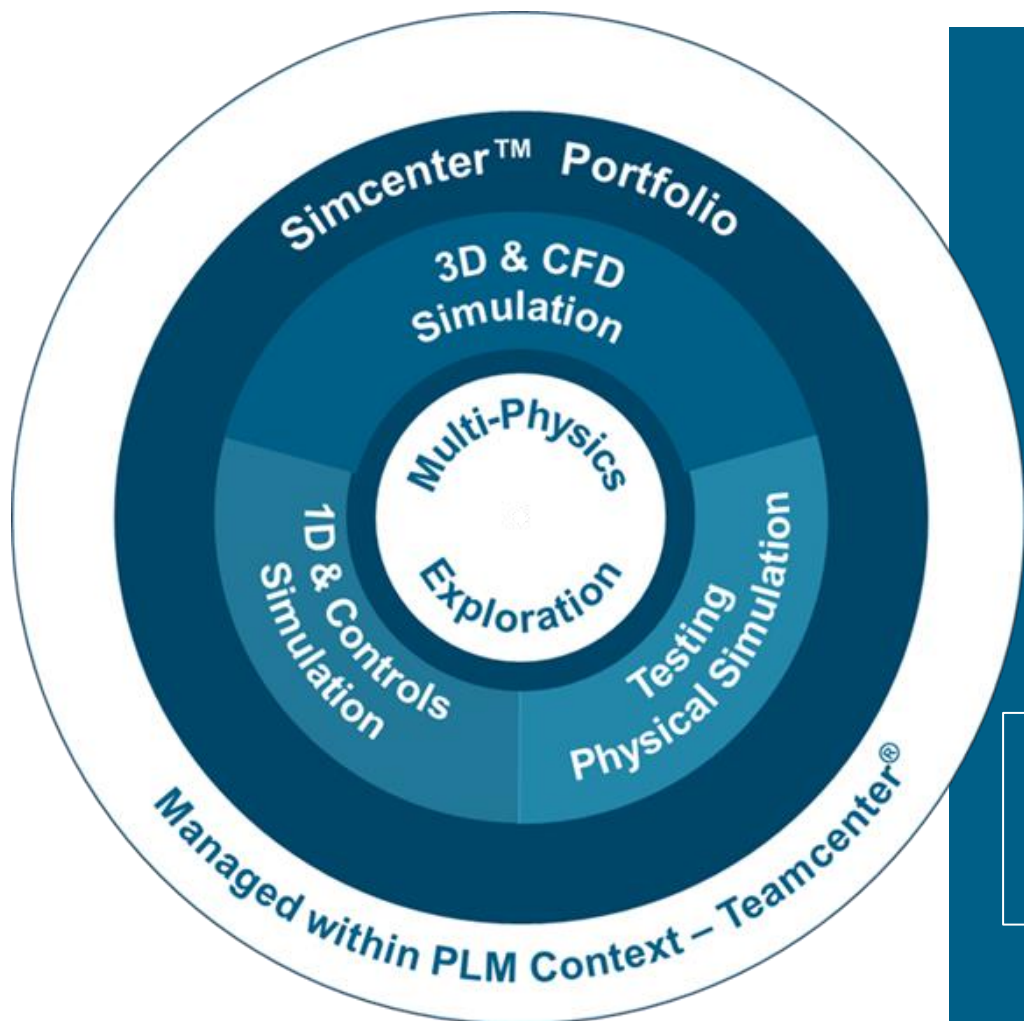 Simcenter™ Portfolio
3D & CFD
Simulation
Multi-Physics
Exploration
1D & Controls
Simulation
Testing
Physical Simulation
Managed within PLM Context – Teamcenter®